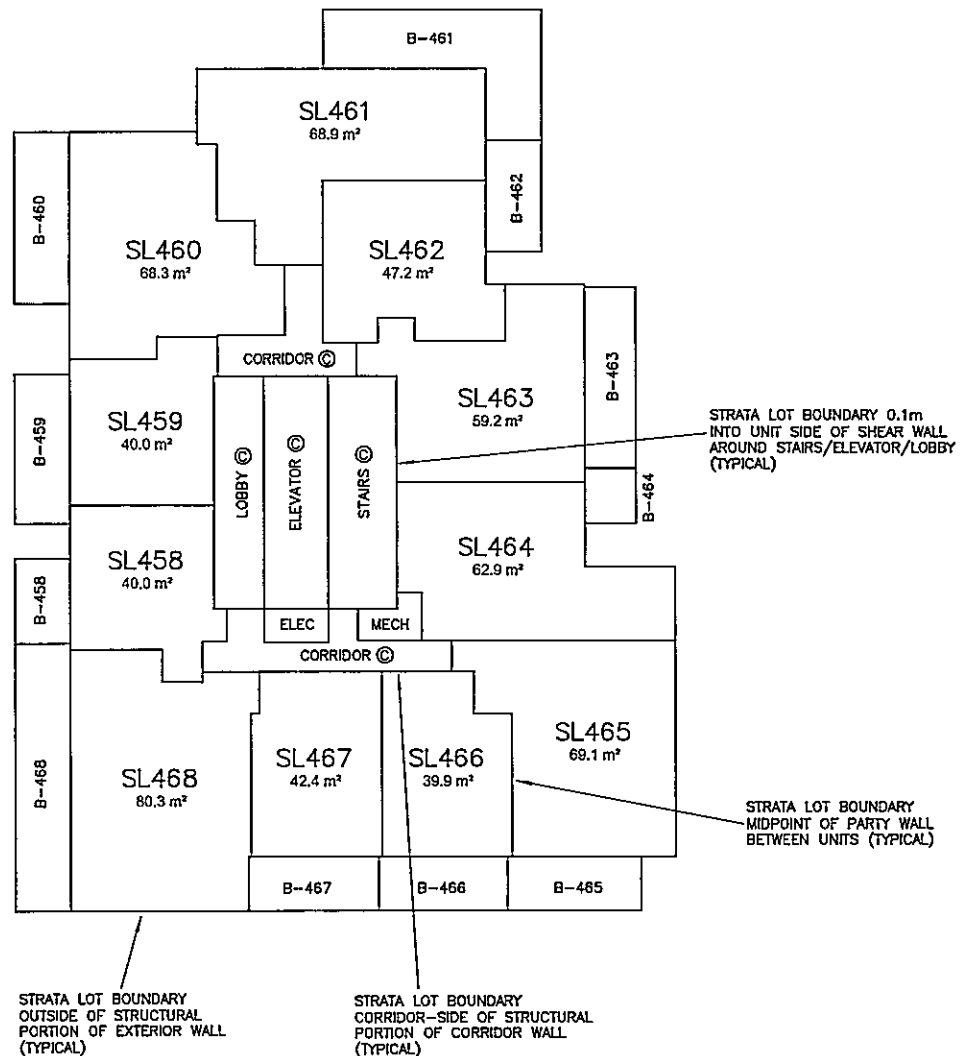 B-461
SL461
68.9 m²
B-460
B-462
SL460
68.3 m²
SL462
47.2 m²
CORRIDOR ©
B-463
SL463
59.2 m²
B-459
SL459
40.0 m²
LOBBY ©
ELEVATOR ©
STAIRS ©
STRATA LOT BOUNDARY 0.1m
INTO UNIT SIDE OF SHEAR WALL
AROUND STAIRS/ELEVATOR/LOBBY
(TYPICAL)
B-464
SL464
62.9 m²
SL458
40.0 m²
B-458
ELEC
MECH
CORRIDOR ©
B-468
SL468
80.3 m²
SL467
42.4 m²
SL466
39.9 m²
SL465
69.1 m²
STRATA LOT BOUNDARY
MIDPOINT OF PARTY WALL
BETWEEN UNITS (TYPICAL)
B-467
B-466
B-465
STRATA LOT BOUNDARY
OUTSIDE OF STRUCTURAL
PORTION OF EXTERIOR WALL
(TYPICAL)
STRATA LOT BOUNDARY
CORRIDOR-SIDE OF STRUCTURAL
PORTION OF CORRIDOR WALL
(TYPICAL)